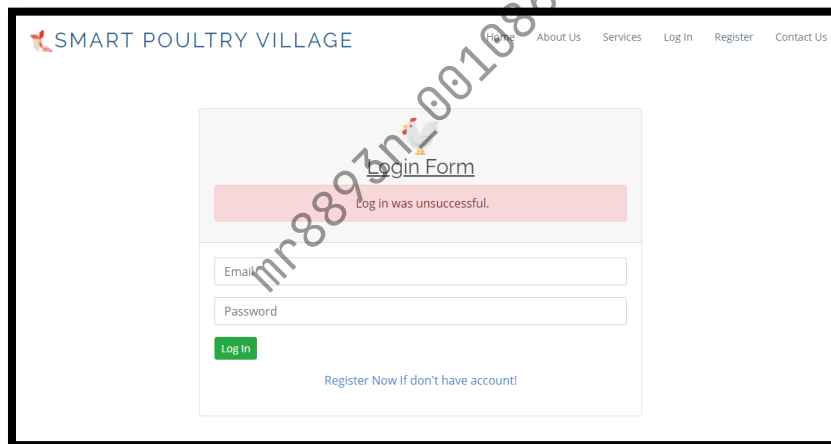 SMART POULTRY VILLAGE
Home About Us Services Log In Register Contact Us
Login Form
Log in was unsuccessful.
Email
Password
Log In
Register Now If don't have account!